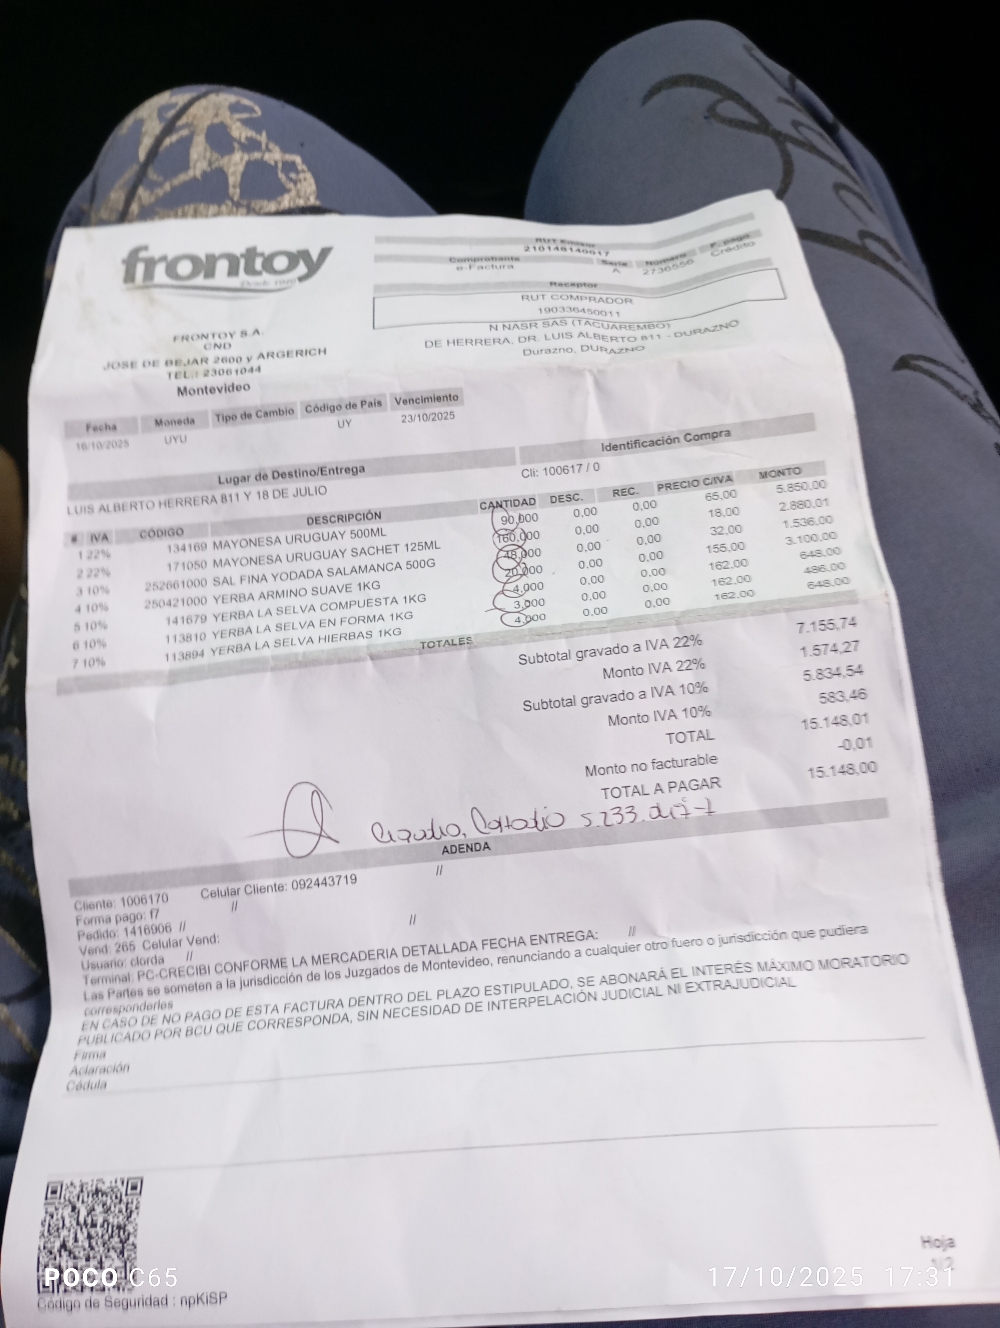 frontoy
Desde 1910
RUT Emisor
210148140017
Comprobante Serie Número F. pago
e-Factura A 2736550 Crédito
Receptor
RUT COMPRADOR
190336450011
N NASR SAS (TACUAREMBO)
DE HERRERA, DR. LUIS ALBERTO 811 - DURAZNO
Durazno, DURAZNO
FRONTOY S.A.
CND
JOSE DE BEJAR 2600 y ARGERICH
TEL.: 23061044
Montevideo
Fecha Moneda Tipo de Cambio Código de País Vencimiento
16/10/2025 UYU UY 23/10/2025
Lugar de Destino/Entrega Identificación Compra
LUIS ALBERTO HERRERA 811 Y 18 DE JULIO Cli: 100617 / 0
# IVA CÓDIGO DESCRIPCIÓN CANTIDAD DESC. REC. PRECIO C/IVA MONTO
1 22% 134169 MAYONESA URUGUAY 500ML 90,000 0,00 0,00 65,00 5.850,00
2 22% 171050 MAYONESA URUGUAY SACHET 125ML 160,000 0,00 0,00 18,00 2.880,01
3 10% 252661000 SAL FINA YODADA SALAMANCA 500G 48,000 0,00 0,00 32,00 1.536,00
4 10% 250421000 YERBA ARMINO SUAVE 1KG 20,000 0,00 0,00 155,00 3.100,00
5 10% 141679 YERBA LA SELVA COMPUESTA 1KG 4,000 0,00 0,00 162,00 648,00
6 10% 113810 YERBA LA SELVA EN FORMA 1KG 3,000 0,00 0,00 162,00 486,00
7 10% 113894 YERBA LA SELVA HIERBAS 1KG 4,000 0,00 0,00 162,00 648,00
TOTALES
Subtotal gravado a IVA 22% 7.155,74
Monto IVA 22% 1.574,27
Subtotal gravado a IVA 10% 5.834,54
Monto IVA 10% 583,46
TOTAL 15.148,01
Monto no facturable -0,01
TOTAL A PAGAR 15.148,00
5.233.217-7
ADENDA
Cliente: 1006170 Celular Cliente: 092443719 //
Forma pago: f7 //
Pedido: 1416906 //
Vend: 265 Celular Vend: //
Usuario: clorda //
Terminal: PC-CRECIBI CONFORME LA MERCADERIA DETALLADA FECHA ENTREGA: //
Las Partes se someten a la jurisdicción de los Juzgados de Montevideo, renunciando a cualquier otro fuero o jurisdicción que pudiera
corresponderles
EN CASO DE NO PAGO DE ESTA FACTURA DENTRO DEL PLAZO ESTIPULADO, SE ABONARÁ EL INTERÉS MÁXIMO MORATORIO
PUBLICADO POR BCU QUE CORRESPONDA, SIN NECESIDAD DE INTERPELACIÓN JUDICIAL NI EXTRAJUDICIAL
Firma
Aclaración
Cédula
Hoja
1/2
POCO C65
17/10/2025 17:31
Código de Seguridad : npKiSP